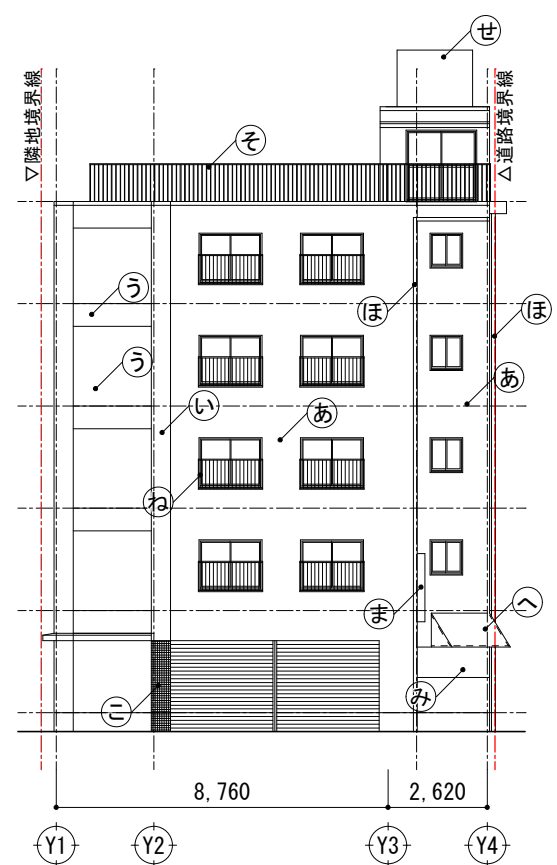 せ
▽隣地境界線
△道路境界線
そ
う
ほ
ほ
う
あ
い
あ
ね
へ
ま
み
こ
8,760
2,620
Y1
Y2
Y3
Y4